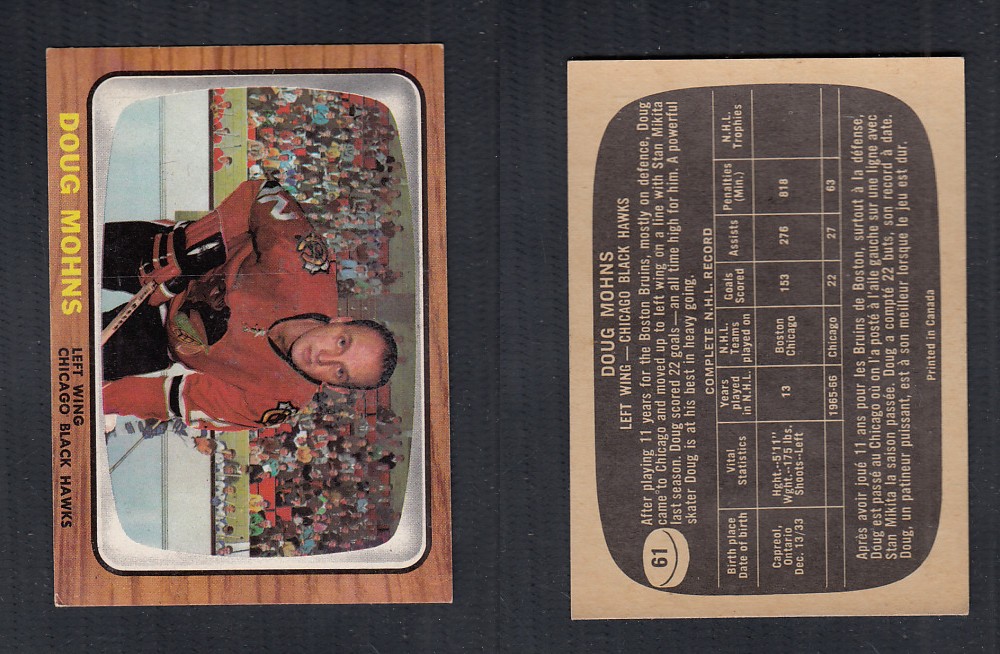 DOUG MOHNS
LEFT WING
CHICAGO BLACK HAWKS
61
DOUG MOHNS
LEFT WING — CHICAGO BLACK HAWKS
After playing 11 years for the Boston Bruins, mostly on defence, Doug
came to Chicago and moved up to left wing on a line with Stan Mikita
last season. Doug scored 22 goals — an all time high for him. A powerful
skater Doug is at his best in heavy going.
COMPLETE N.H.L. RECORD
Birth place Date of birth | Vital Statistics | Years played in N.H.L. | N.H.L. Teams played on | Goals Scored | Assists | Penalties (Min.) | N.H.L. Trophies
Capreol, Ontario Dec. 13/33 | Hght.--5'11" Wght.-175 lbs. Shoots--Left | 13 | Boston Chicago | 153 | 276 | 818
1965-66 | Chicago | 22 | 27 | 63
Après avoir joué 11 ans pour les Bruins de Boston, surtout à la défense,
Doug est passé au Chicago où on l'a posté à l'aile gauche sur une ligne avec
Stan Mikita la saison passée. Doug a compté 22 buts, son record à date.
Doug, un patineur puissant, est à son meilleur lorsque le jeu est dur.
Printed in Canada